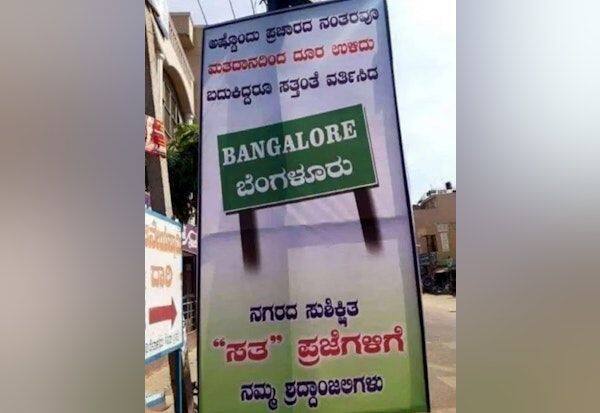 ಅಷ್ಟೊಂದು ಪ್ರಚಾರದ ನಂತರವೂ
ಮತದಾನದಿಂದ ದೂರ ಉಳಿದು
ಬದುಕಿದ್ದರೂ ಸತ್ತಂತೆ ವರ್ತಿಸಿದ
BANGALORE
ಬೆಂಗಳೂರು
ನಗರದ ಸುಶಿಕ್ಷಿತ
"ಸತ" ಪ್ರಜೆಗಳಿಗೆ
ನಮ್ಮ ಶ್ರದ್ದಾಂಜಲಿಗಳು
ದಾರಿ